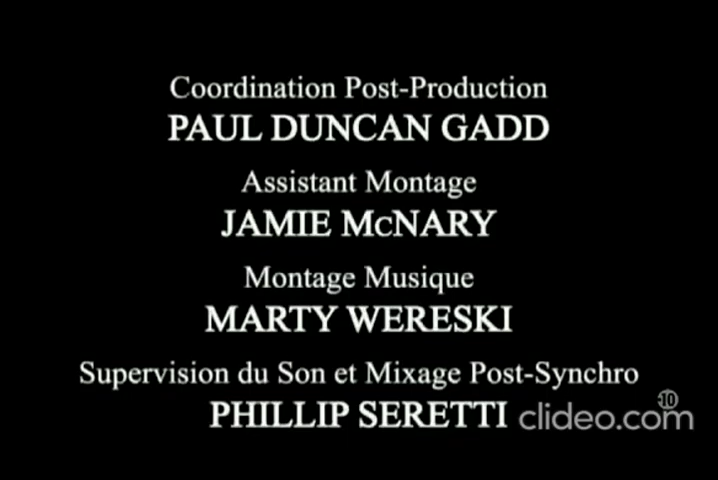 Coordination Post-Production
PAUL DUNCAN GADD
Assistant Montage
JAMIE McNARY
Montage Musique
MARTY WERESKI
Supervision du Son et Mixage Post-Synchro
PHILLIP SERETTI
-10
clideo.com